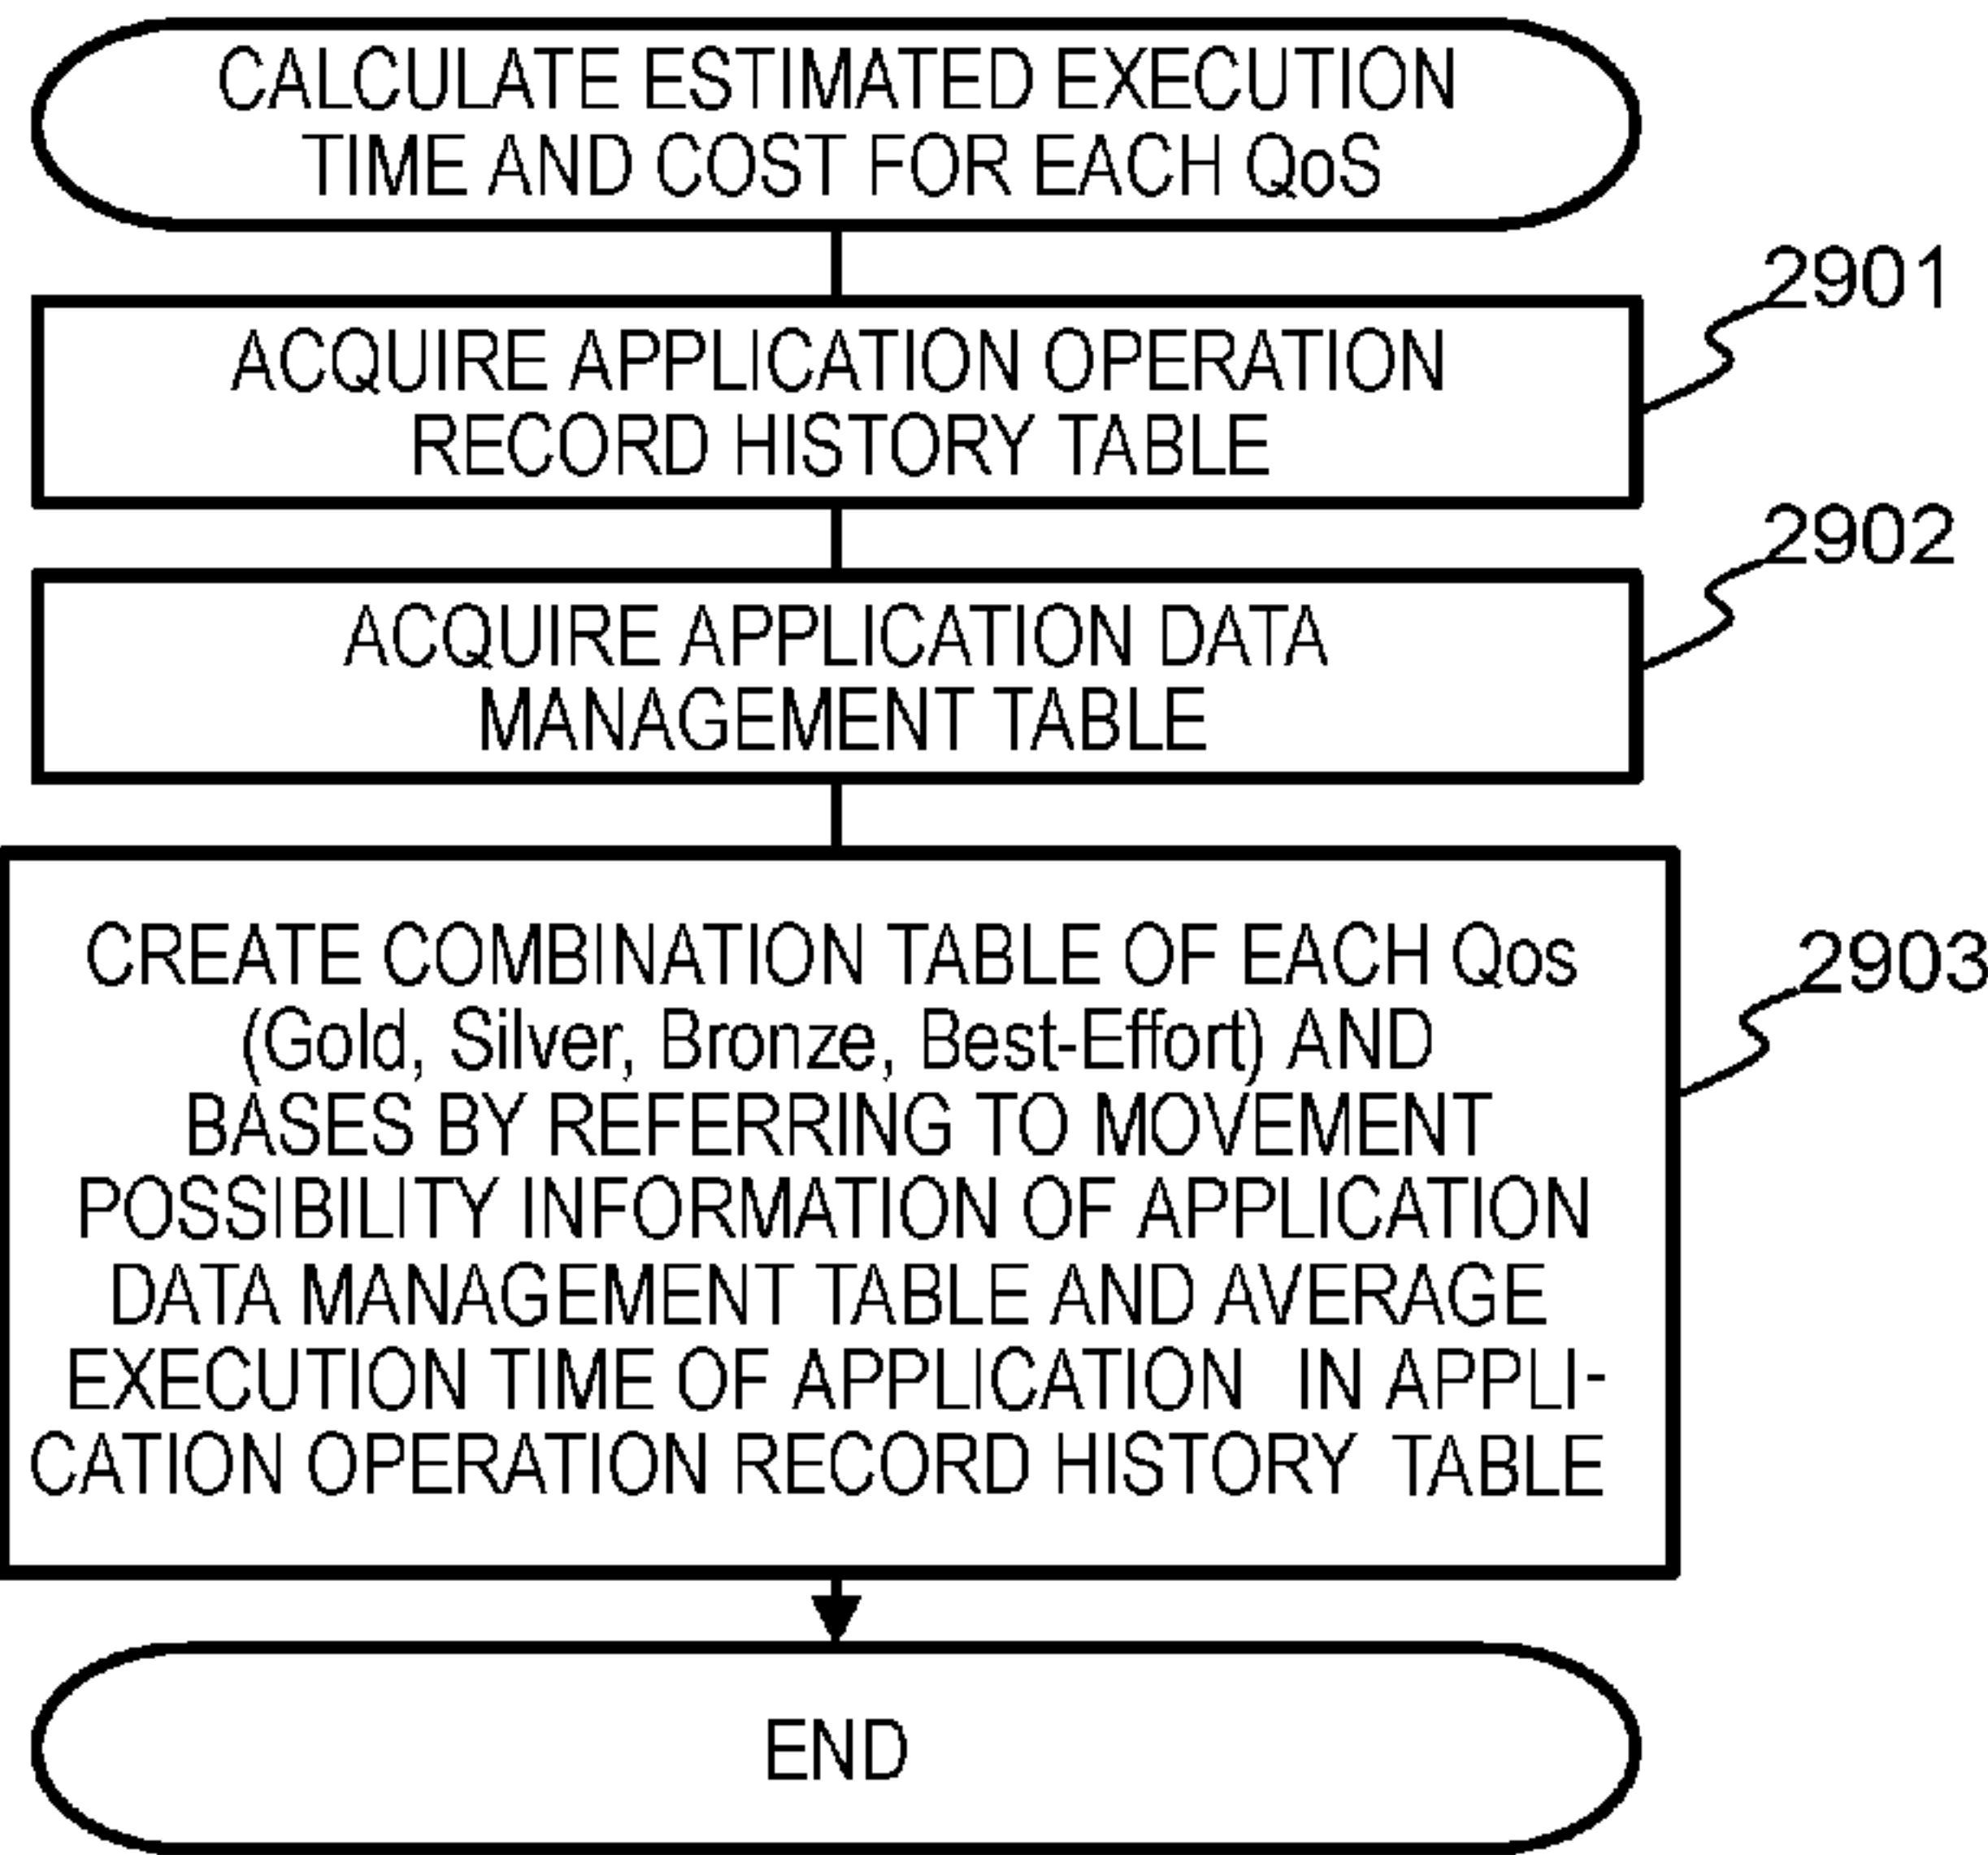 CALCULATE ESTIMATED EXECUTION
TIME AND COST FOR EACH QoS
2901
ACQUIRE APPLICATION OPERATION
RECORD HISTORY TABLE
2902
ACQUIRE APPLICATION DATA
MANAGEMENT TABLE
2903
CREATE COMBINATION TABLE OF EACH Qos
(Gold, Silver, Bronze, Best-Effort) AND
BASES BY REFERRING TO MOVEMENT
POSSIBILITY INFORMATION OF APPLICATION
DATA MANAGEMENT TABLE AND AVERAGE
EXECUTION TIME OF APPLICATION IN APPLI-
CATION OPERATION RECORD HISTORY TABLE
END